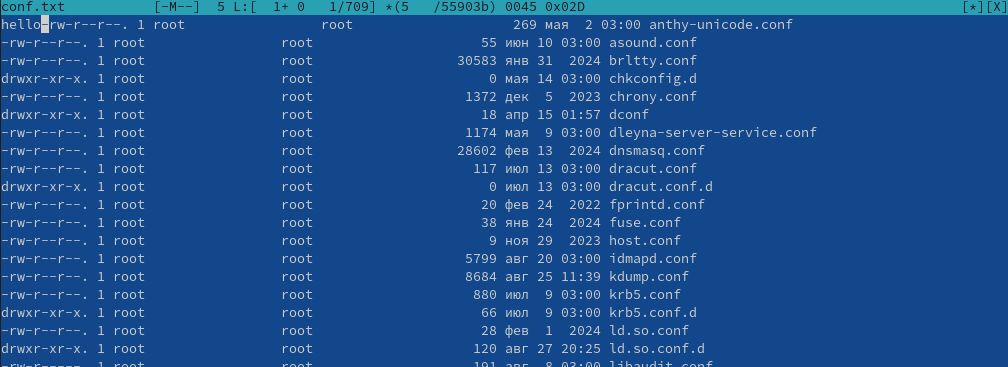 conf.txt [-M--] 5 L:[ 1+ 0 1/709] *(5 /55903b) 0045 0x02D [*][X]
hello-rw-r--r--. 1 root root 269 мая 2 03:00 anthy-unicode.conf
-rw-r--r--. 1 root root 55 июн 10 03:00 asound.conf
-rw-r--r--. 1 root root 30583 янв 31 2024 brltty.conf
drwxr-xr-x. 1 root root 0 мая 14 03:00 chkconfig.d
-rw-r--r--. 1 root root 1372 дек 5 2023 chrony.conf
drwxr-xr-x. 1 root root 18 апр 15 01:57 dconf
-rw-r--r--. 1 root root 1174 мая 9 03:00 dleyna-server-service.conf
-rw-r--r--. 1 root root 28602 фев 13 2024 dnsmasq.conf
-rw-r--r--. 1 root root 117 июл 13 03:00 dracut.conf
drwxr-xr-x. 1 root root 0 июл 13 03:00 dracut.conf.d
-rw-r--r--. 1 root root 20 фев 24 2022 fprintd.conf
-rw-r--r--. 1 root root 38 янв 24 2024 fuse.conf
-rw-r--r--. 1 root root 9 ноя 29 2023 host.conf
-rw-r--r--. 1 root root 5799 авг 20 03:00 idmapd.conf
-rw-r--r--. 1 root root 8684 авг 25 11:39 kdump.conf
-rw-r--r--. 1 root root 880 июл 9 03:00 krb5.conf
drwxr-xr-x. 1 root root 66 июл 9 03:00 krb5.conf.d
-rw-r--r--. 1 root root 28 фев 1 2024 ld.so.conf
drwxr-xr-x. 1 root root 120 авг 27 20:25 ld.so.conf.d
-rw-r-----. 1 root root 191 авг 8 03:00 libaudit.conf